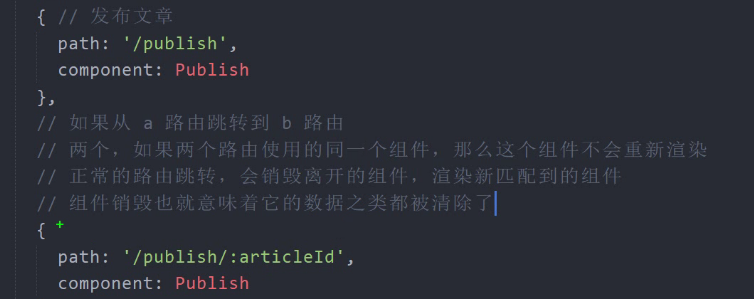 { // 发布文章
path: '/publish',
component: Publish
},
// 如果从 a 路由跳转到 b 路由
// 两个，如果两个路由使用的同一个组件，那么这个组件不会重新渲染
// 正常的路由跳转，会销毁离开的组件，渲染新匹配到的组件
// 组件销毁也就意味着它的数据之类都被清除了
{
path: '/publish/:articleId',
component: Publish